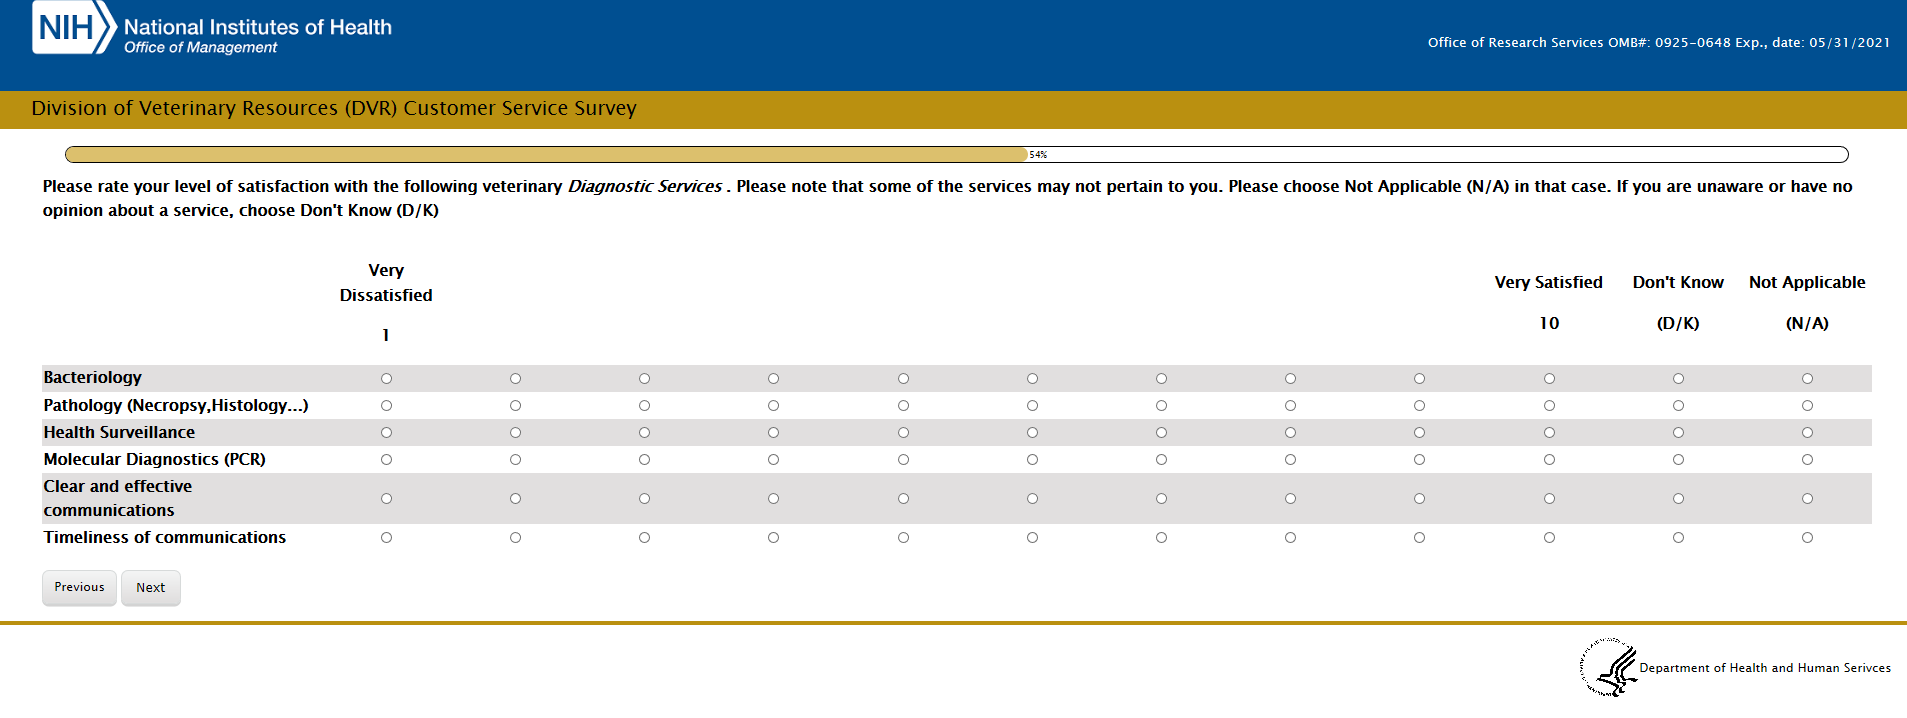 NIH National Institutes of Health
Office of Management
Office of Research Services OMB#: 0925-0648 Exp., date: 05/31/2021
Division of Veterinary Resources (DVR) Customer Service Survey
54%
Please rate your level of satisfaction with the following veterinary Diagnostic Services . Please note that some of the services may not pertain to you. Please choose Not Applicable (N/A) in that case. If you are unaware or have no
opinion about a service, choose Don't Know (D/K)
Very
Dissatisfied
1
Very Satisfied
10
Don't Know
(D/K)
Not Applicable
(N/A)
Bacteriology
Pathology (Necropsy,Histology...)
Health Surveillance
Molecular Diagnostics (PCR)
Clear and effective
communications
Timeliness of communications
Previous
Next
Department of Health and Human Serivces